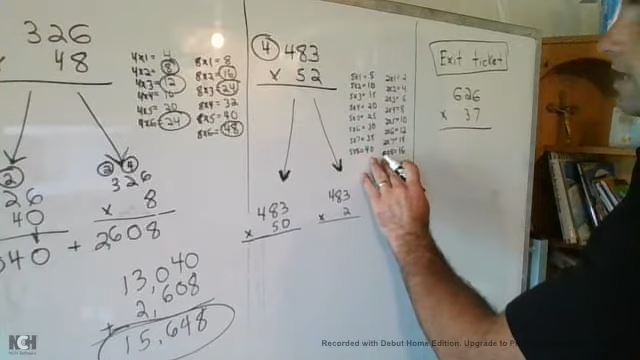 326
48
4x1= 4
4x2= 8
4x3= 12
4x4= 16
4x5= 20
4x6= 24
8x1= 8
8x2= 16
8x3= 24
8x4= 32
8x5= 40
8x6= 48
2
26
40
040
+
2 4
326
x 8
2,608
13,040
+ 2,608
15,648
4 483
x 52
5x1= 5
5x2= 10
5x3= 15
5x4= 20
5x5= 25
5x6= 30
5x7= 35
5x8= 40
2x1= 2
2x2= 4
2x3= 6
2x4= 8
2x5= 10
2x6= 12
2x7= 14
2x8= 16
483
x 50
483
x 2
Exit ticket
626
x 37
NCH
Recorded with Debut Home Edition. Upgrade to P